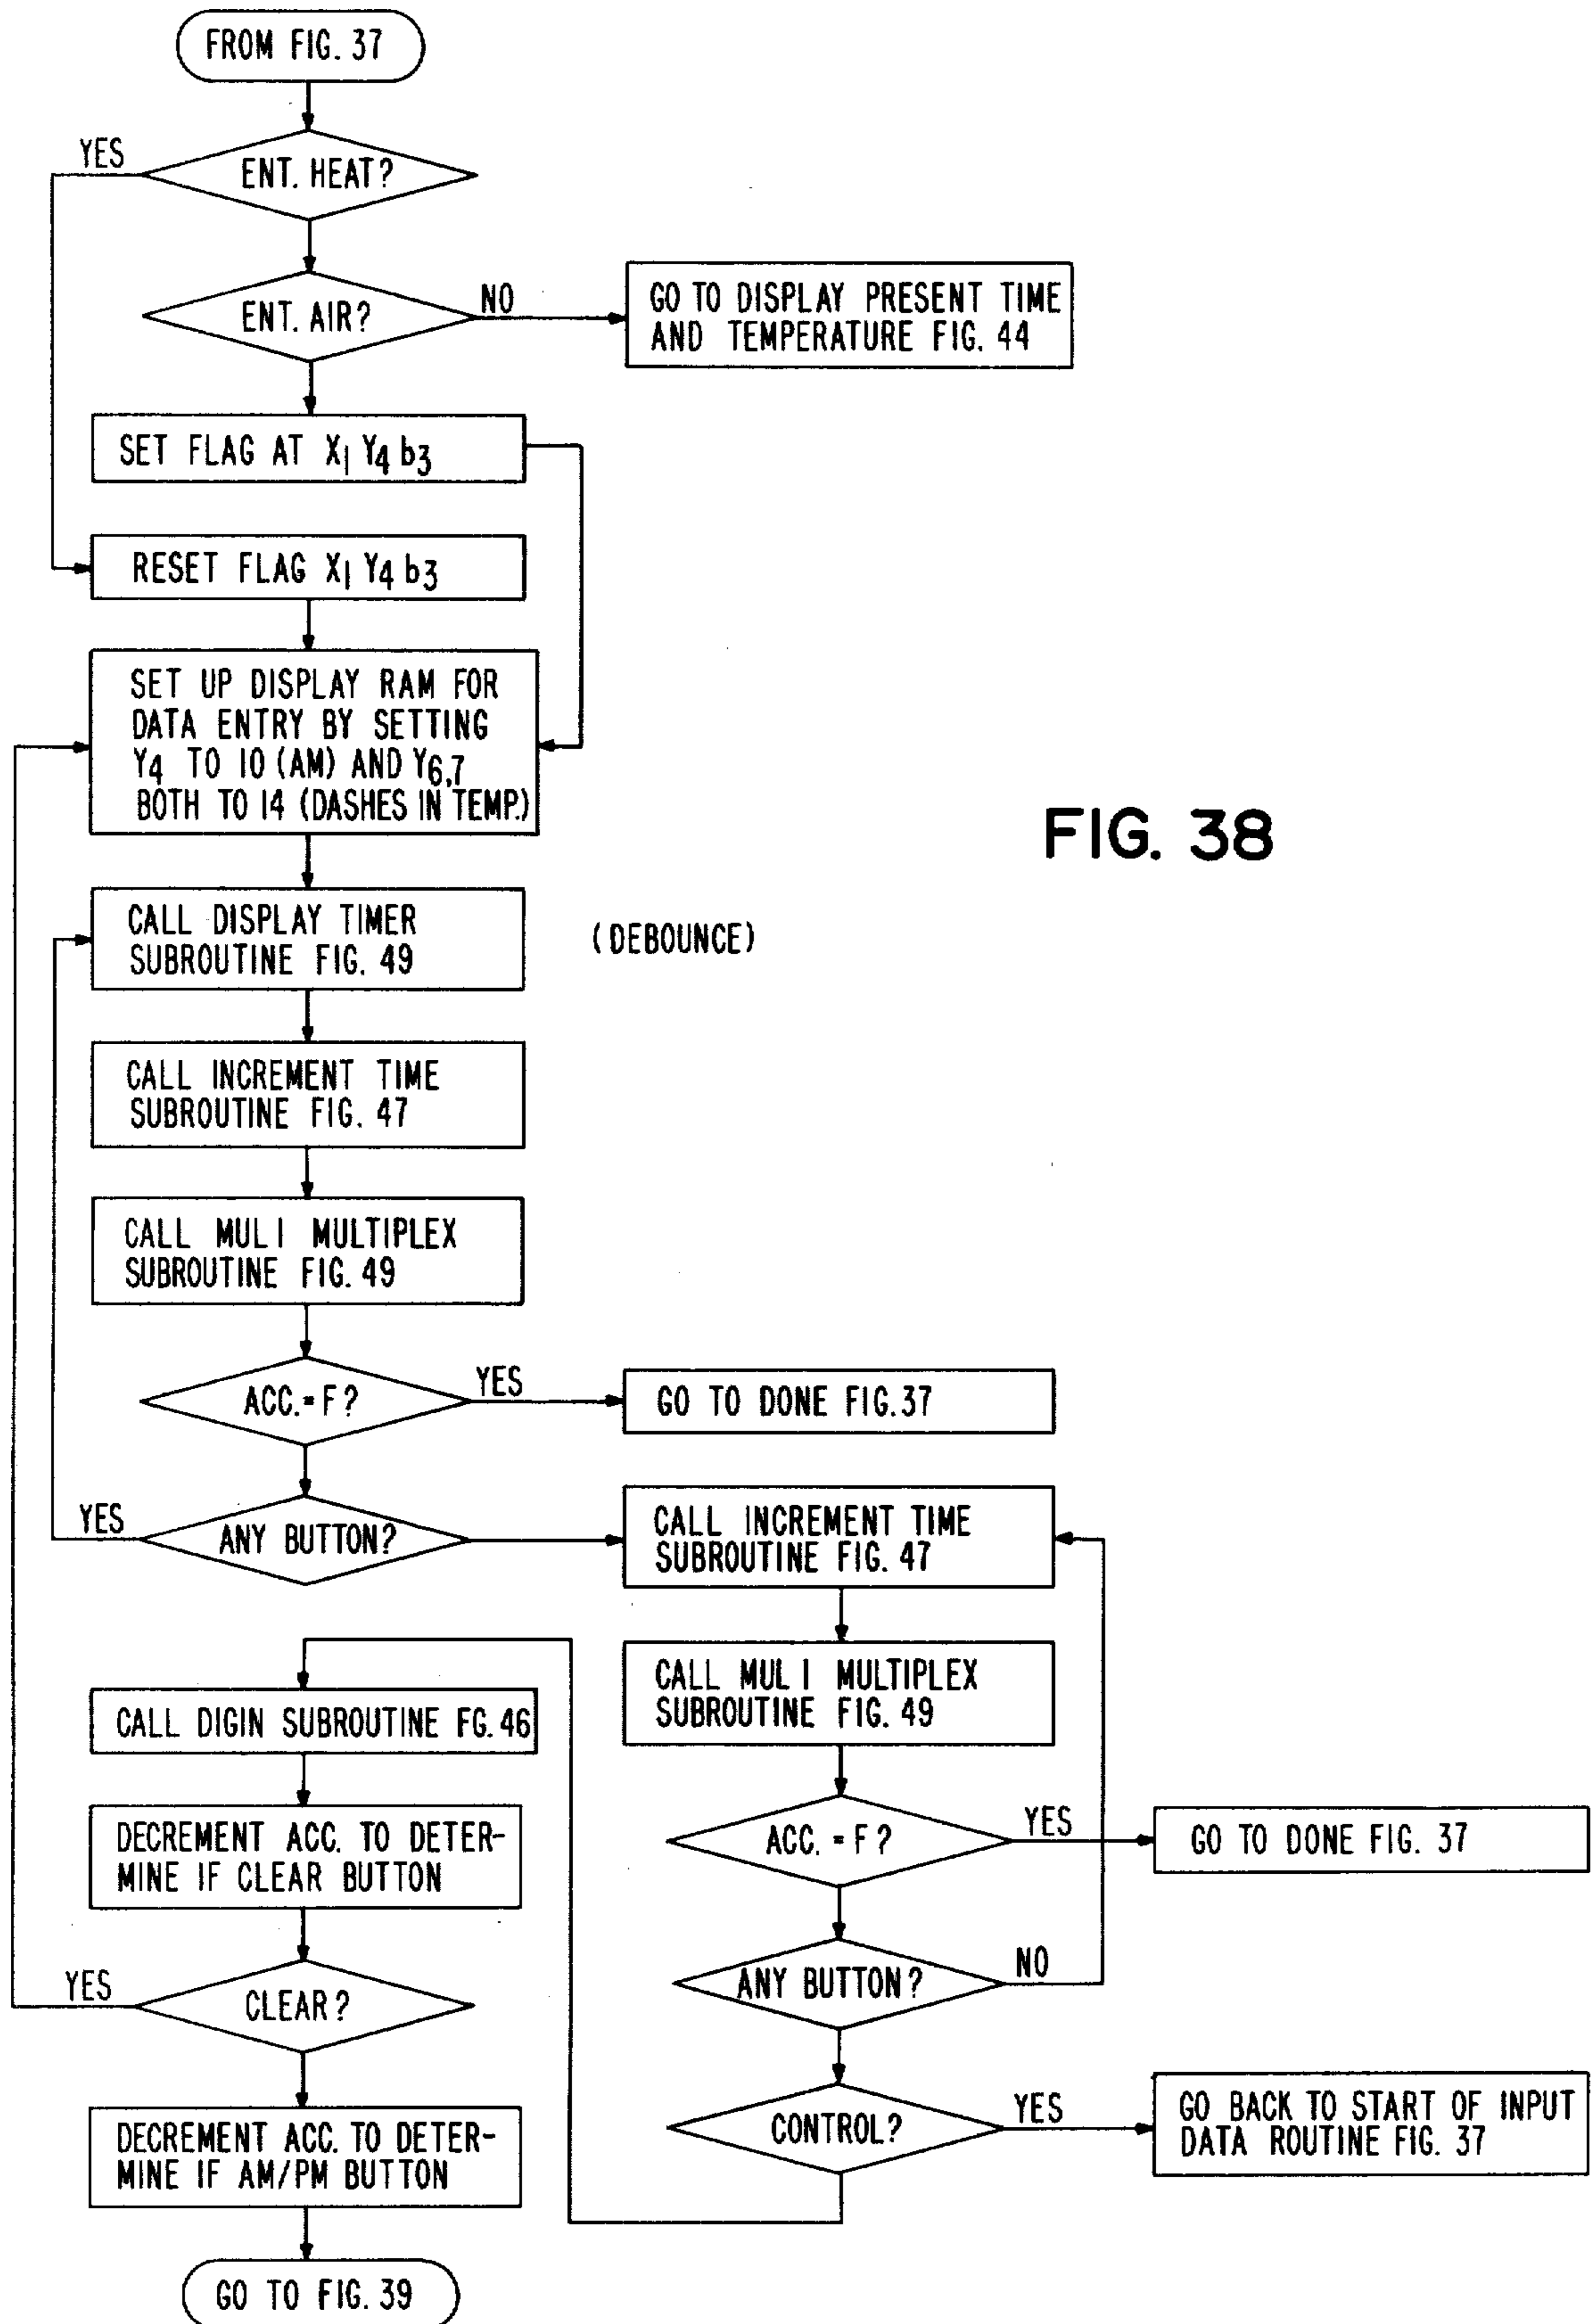 FROM FIG. 37
YES
ENT. HEAT?
ENT. AIR?
NO
GO TO DISPLAY PRESENT TIME
AND TEMPERATURE FIG. 44
SET FLAG AT X1 Y4 b3
RESET FLAG X1 Y4 b3
SET UP DISPLAY RAM FOR
DATA ENTRY BY SETTING
Y4 TO 10 (AM) AND Y6,7
BOTH TO 14 (DASHES IN TEMP.)
FIG. 38
CALL DISPLAY TIMER
SUBROUTINE FIG. 49
(DEBOUNCE)
CALL INCREMENT TIME
SUBROUTINE FIG. 47
CALL MUL 1 MULTIPLEX
SUBROUTINE FIG. 49
ACC. = F?
YES
GO TO DONE FIG. 37
YES
ANY BUTTON?
CALL INCREMENT TIME
SUBROUTINE FIG. 47
CALL MUL 1 MULTIPLEX
SUBROUTINE FIG. 49
ACC. = F?
YES
GO TO DONE FIG. 37
ANY BUTTON?
NO
CONTROL?
YES
GO BACK TO START OF INPUT
DATA ROUTINE FIG. 37
CALL DIGIN SUBROUTINE FG. 46
DECREMENT ACC. TO DETER-
MINE IF CLEAR BUTTON
YES
CLEAR?
DECREMENT ACC. TO DETER-
MINE IF AM/PM BUTTON
GO TO FIG. 39